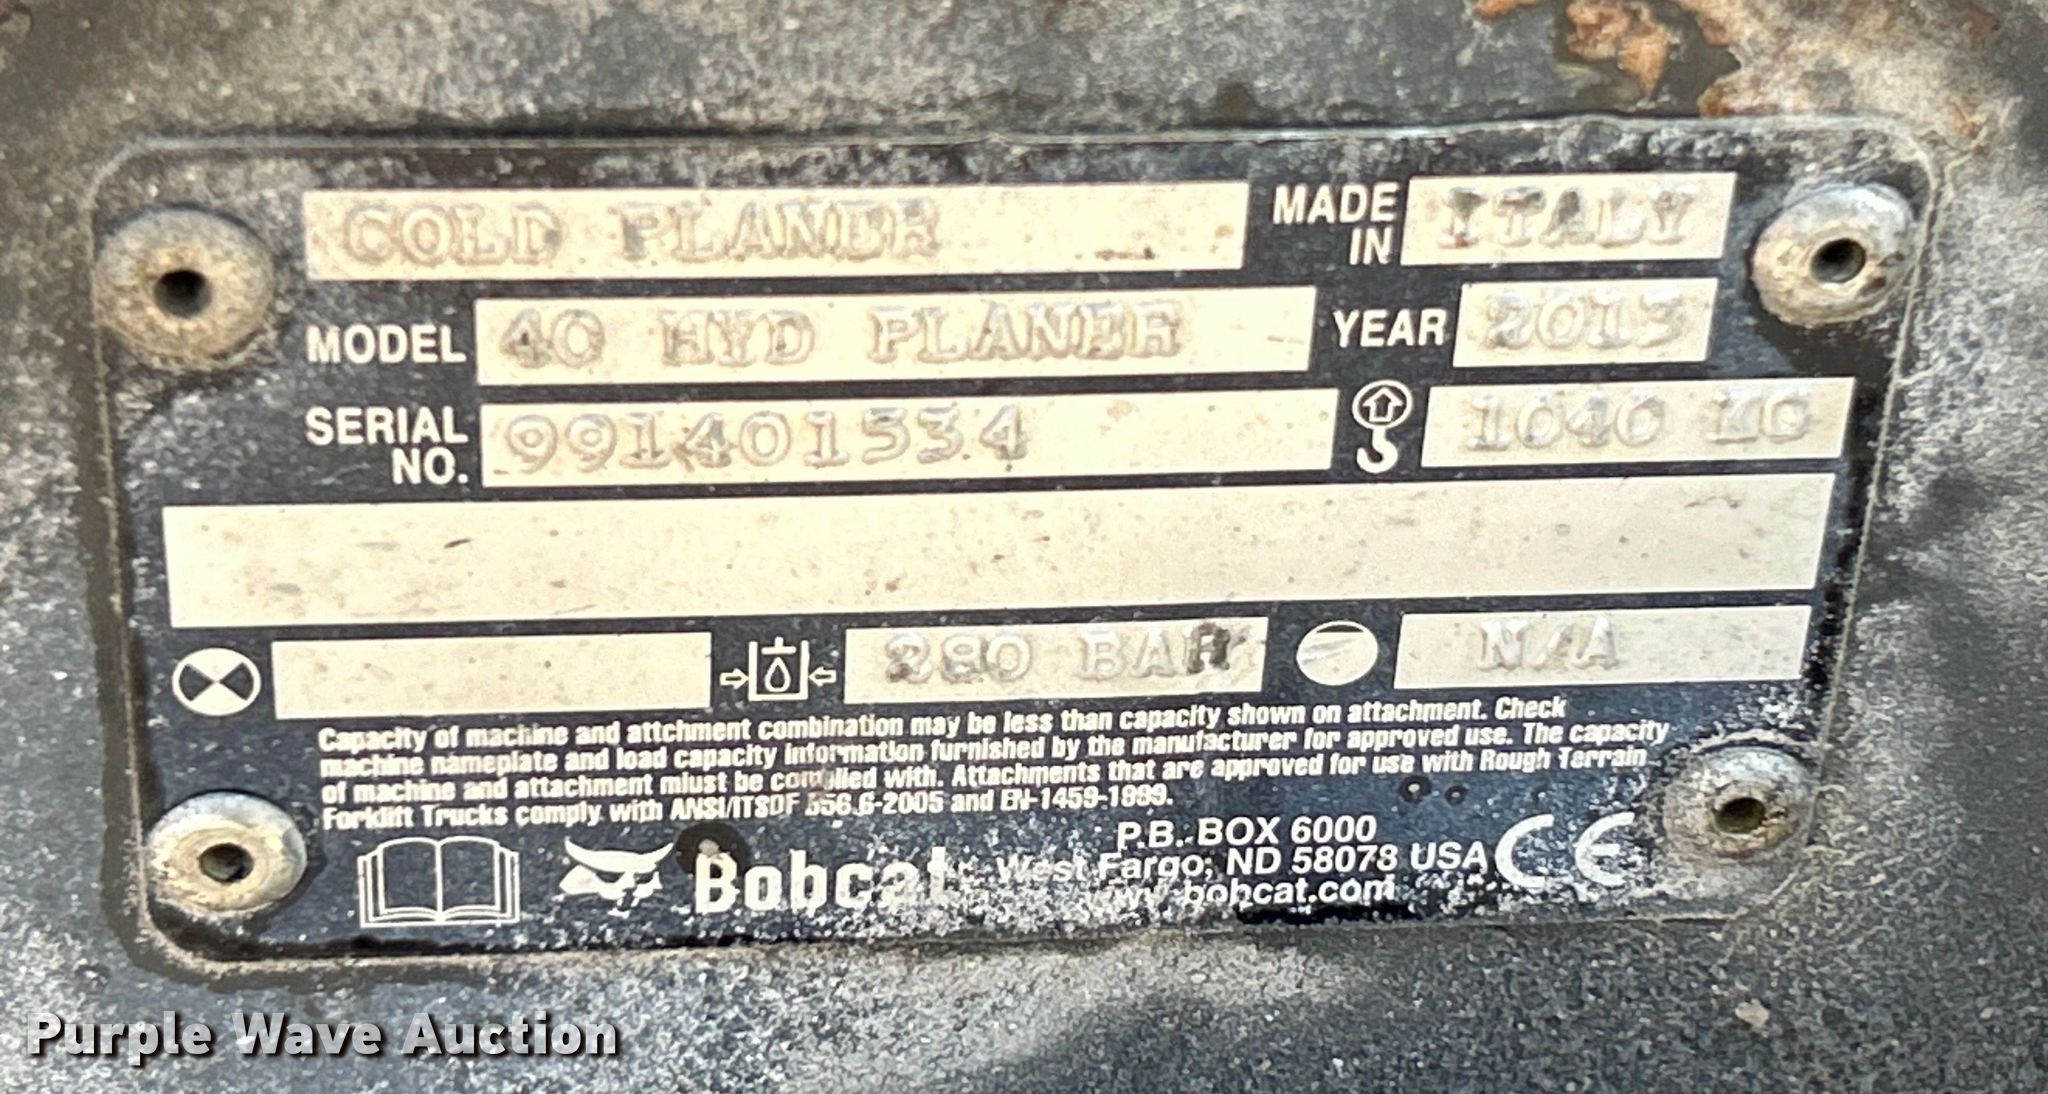 COLD PLANER MADE IN ITALY
MODEL 40 HYD PLANER YEAR 2013
SERIAL NO. 991401534 1040 KG
280 BAR N/A
Capacity of machine and attchment combination may be less than capacity shown on attachment. Check
machine nameplate and load capacity information furnished by the manufacturer for approved use. The capacity
of machine and attachment must be complied with. Attachments that are approved for use with Rough Terrain
Forklift Trucks comply with ANSI/ITSDF B56.6-2005 and EN-1459-1999.
Bobcat
P.B. BOX 6000
West Fargo, ND 58078 USA
www.bobcat.com
CE
Purple Wave Auction